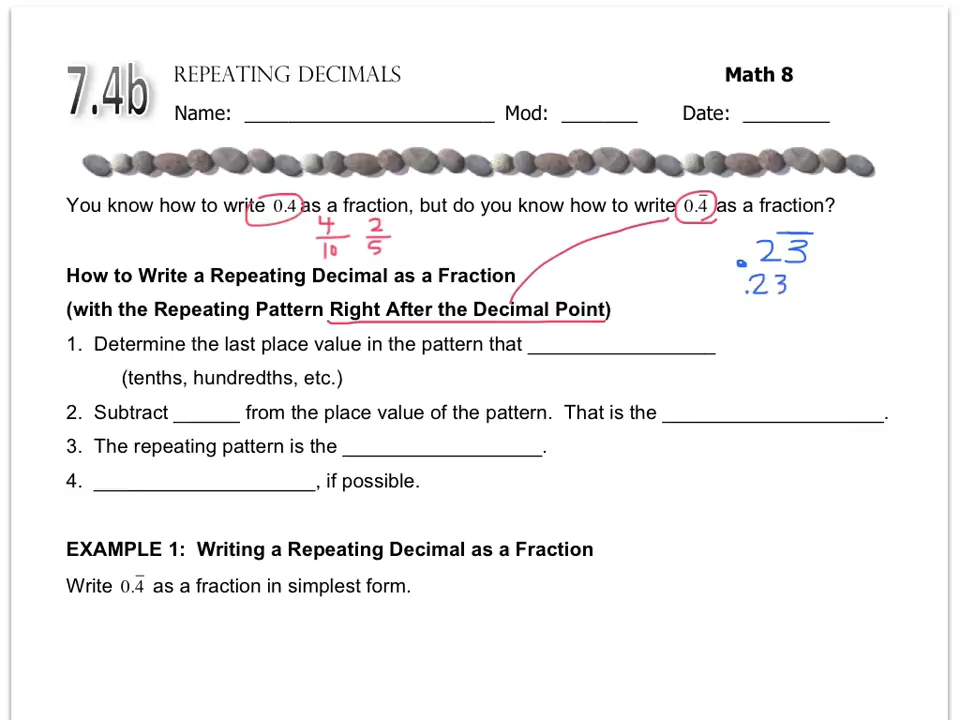 7.4b REPEATING DECIMALS Math 8
Name: ______________________ Mod: _______ Date: ________
You know how to write 0.4 as a fraction, but do you know how to write 0.4̅ as a fraction?
4/10 2/5
.23̅
.23
How to Write a Repeating Decimal as a Fraction
(with the Repeating Pattern Right After the Decimal Point)
1. Determine the last place value in the pattern that _________________
(tenths, hundredths, etc.)
2. Subtract ______ from the place value of the pattern. That is the ____________________.
3. The repeating pattern is the __________________.
4. ____________________, if possible.
EXAMPLE 1: Writing a Repeating Decimal as a Fraction
Write 0.4̅ as a fraction in simplest form.